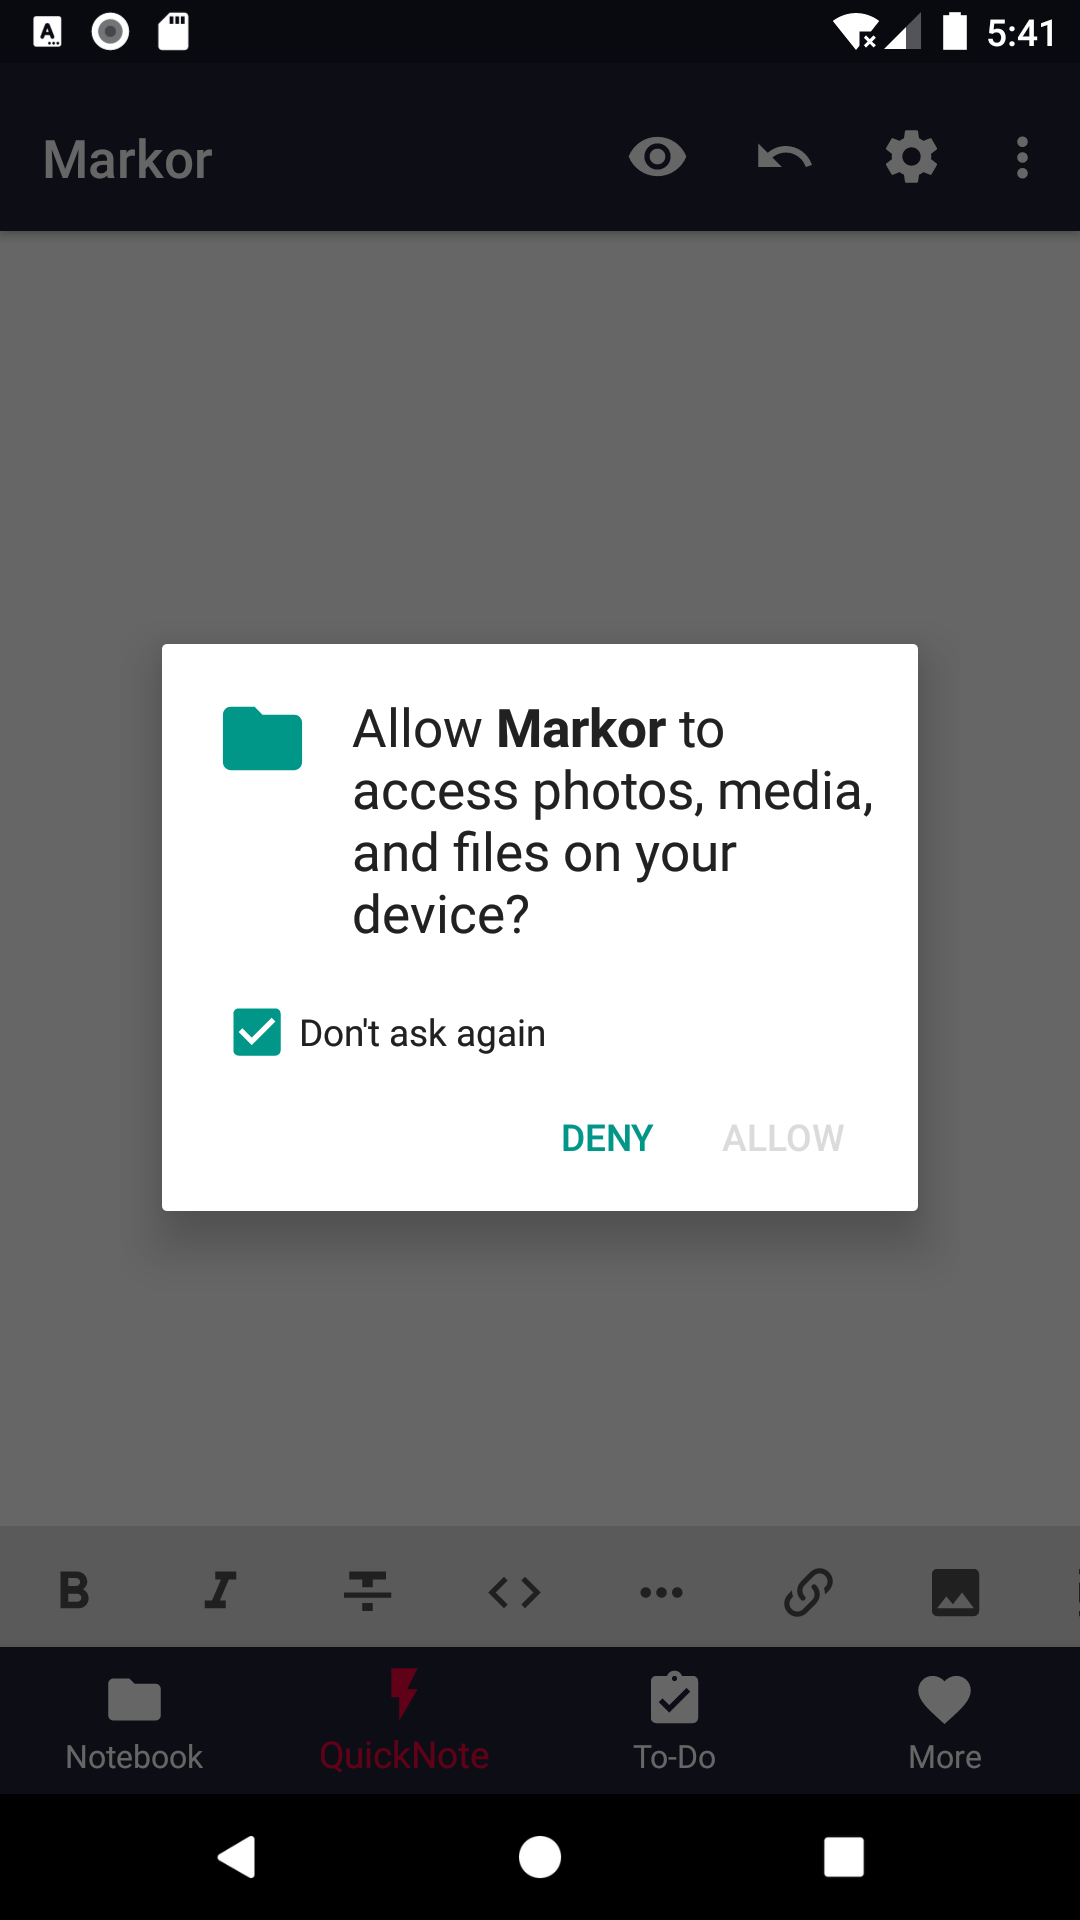 5:41
Markor
Allow Markor to
access photos, media,
and files on your
device?
Don't ask again
DENY ALLOW
Notebook QuickNote To-Do More